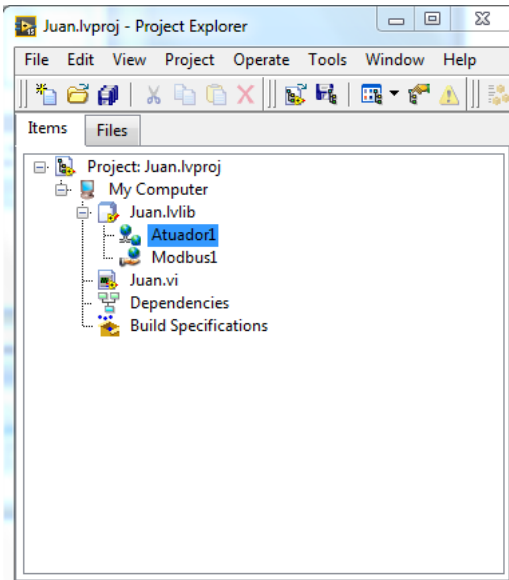 Juan.lvproj - Project Explorer
File Edit View Project Operate Tools Window Help
Items Files
Project: Juan.lvproj
My Computer
Juan.lvlib
Atuador1
Modbus1
Juan.vi
Dependencies
Build Specifications